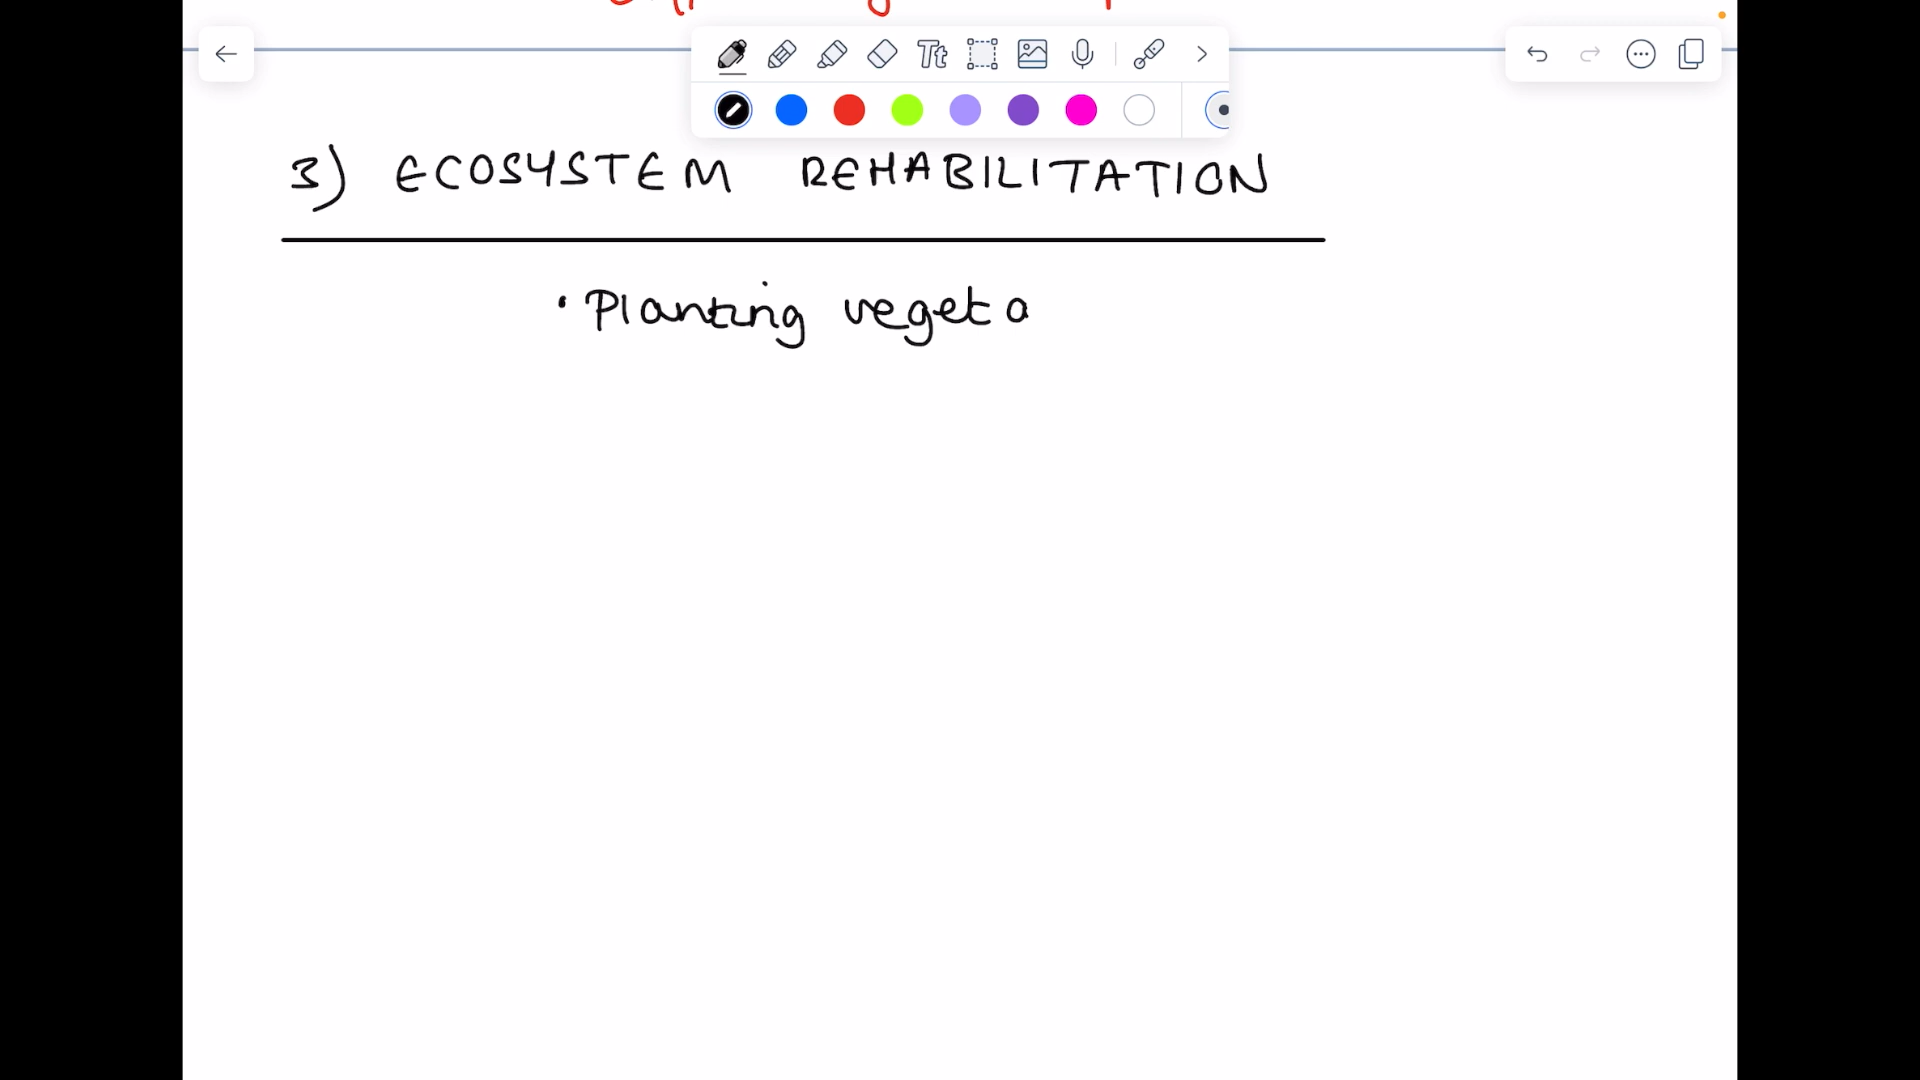 3) ECOSYSTEM REHABILITATION
• Planting vegeta